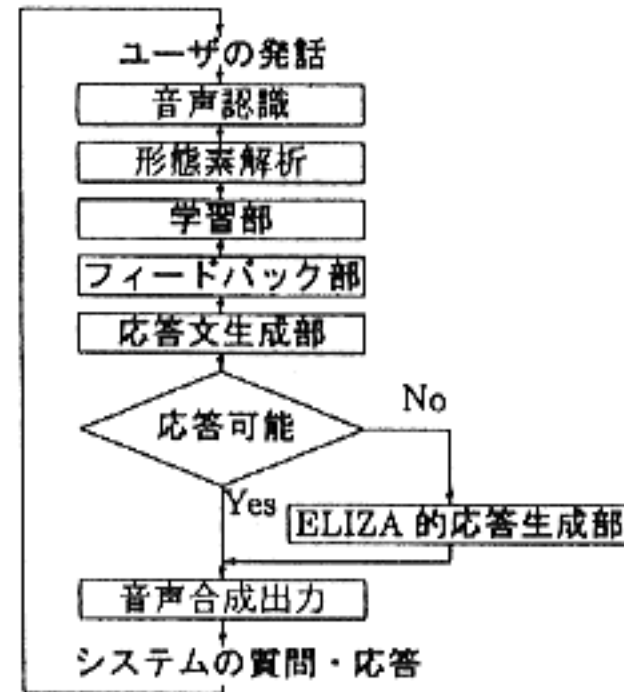 ユーザの発話
音声認識
形態素解析
学習部
フィードバック部
応答文生成部
応答可能
No
Yes
ELIZA 的応答生成部
音声合成出力
システムの質問・応答